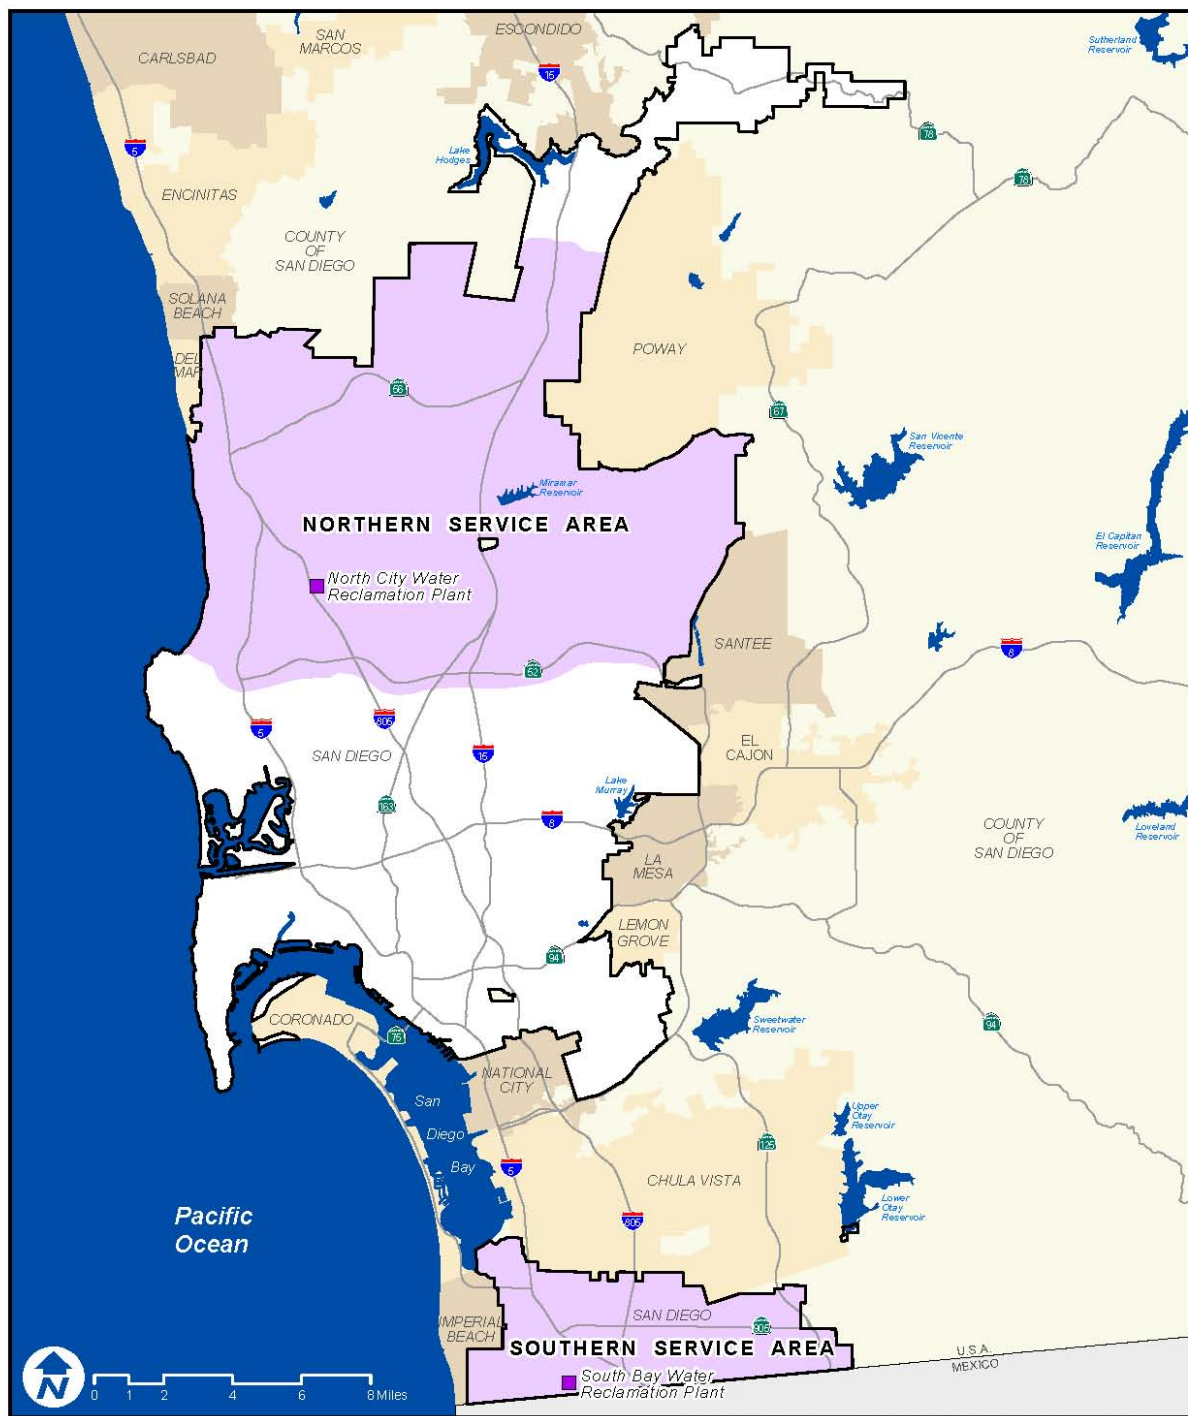 CARLSBAD
SAN
MARCOS
ESCONDIDO
15
Sutherland
Reservoir
5
Lake
Hodges
78
78
ENCINITAS
COUNTY
OF
SAN DIEGO
SOLANA
BEACH
DEL
MAR
POWAY
56
67
San Vicente
Reservoir
Miramar
Reservoir
NORTHERN SERVICE AREA
El Capitan
Reservoir
North City Water
Reclamation Plant
SANTEE
8
52
5
805
SAN DIEGO
15
EL
CAJON
Lake
Murray
163
8
Loveland
Reservoir
COUNTY
OF
SAN DIEGO
LA
MESA
LEMON
GROVE
94
CORONADO
75
Sweetwater
Reservoir
94
NATIONAL
CITY
San
Diego
Bay
Upper
Otay
Reservoir
125
5
CHULA VISTA
Lower
Otay
Reservoir
805
Pacific
Ocean
SAN DIEGO
905
IMPERIAL
BEACH
SOUTHERN SERVICE AREA
U.S.A.
MEXICO
South Bay Water
Reclamation Plant
N
0 1 2 4 6 8 Miles